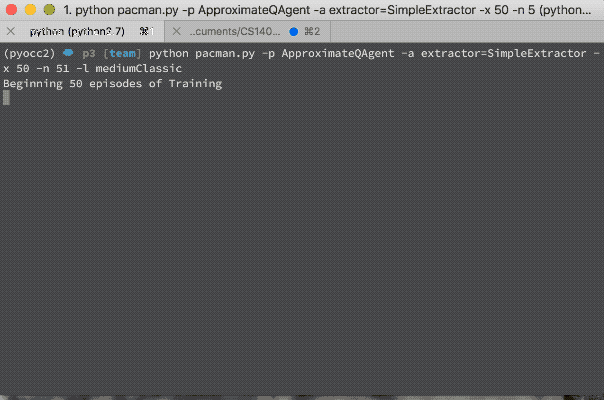 1. python pacman.py -p ApproximateQAgent -a extractor=SimpleExtractor -x 50 -n 5 (python...
python (python2.7) ⌘1
..cuments/CS140... ⌘2
(pyocc2) p3 [team] python pacman.py -p ApproximateQAgent -a extractor=SimpleExtractor -
x 50 -n 51 -l mediumClassic
Beginning 50 episodes of Training